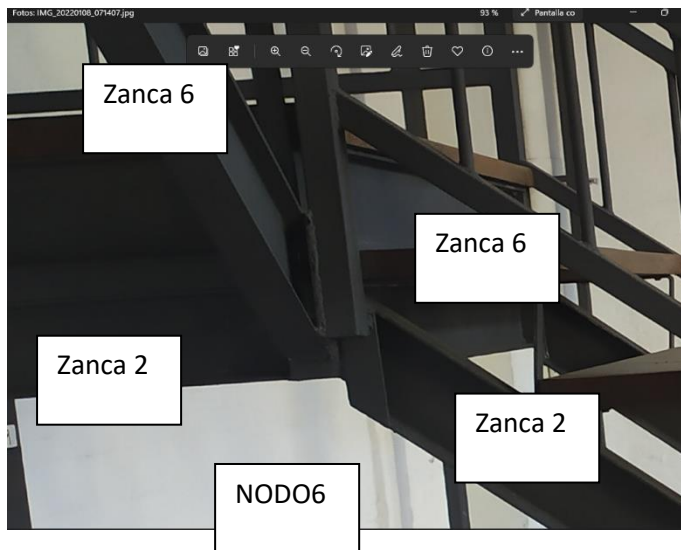 Fotos: IMG_20220108_071407.jpg
93 %
Pantalla co
Zanca 6
Zanca 6
Zanca 2
Zanca 2
NODO6